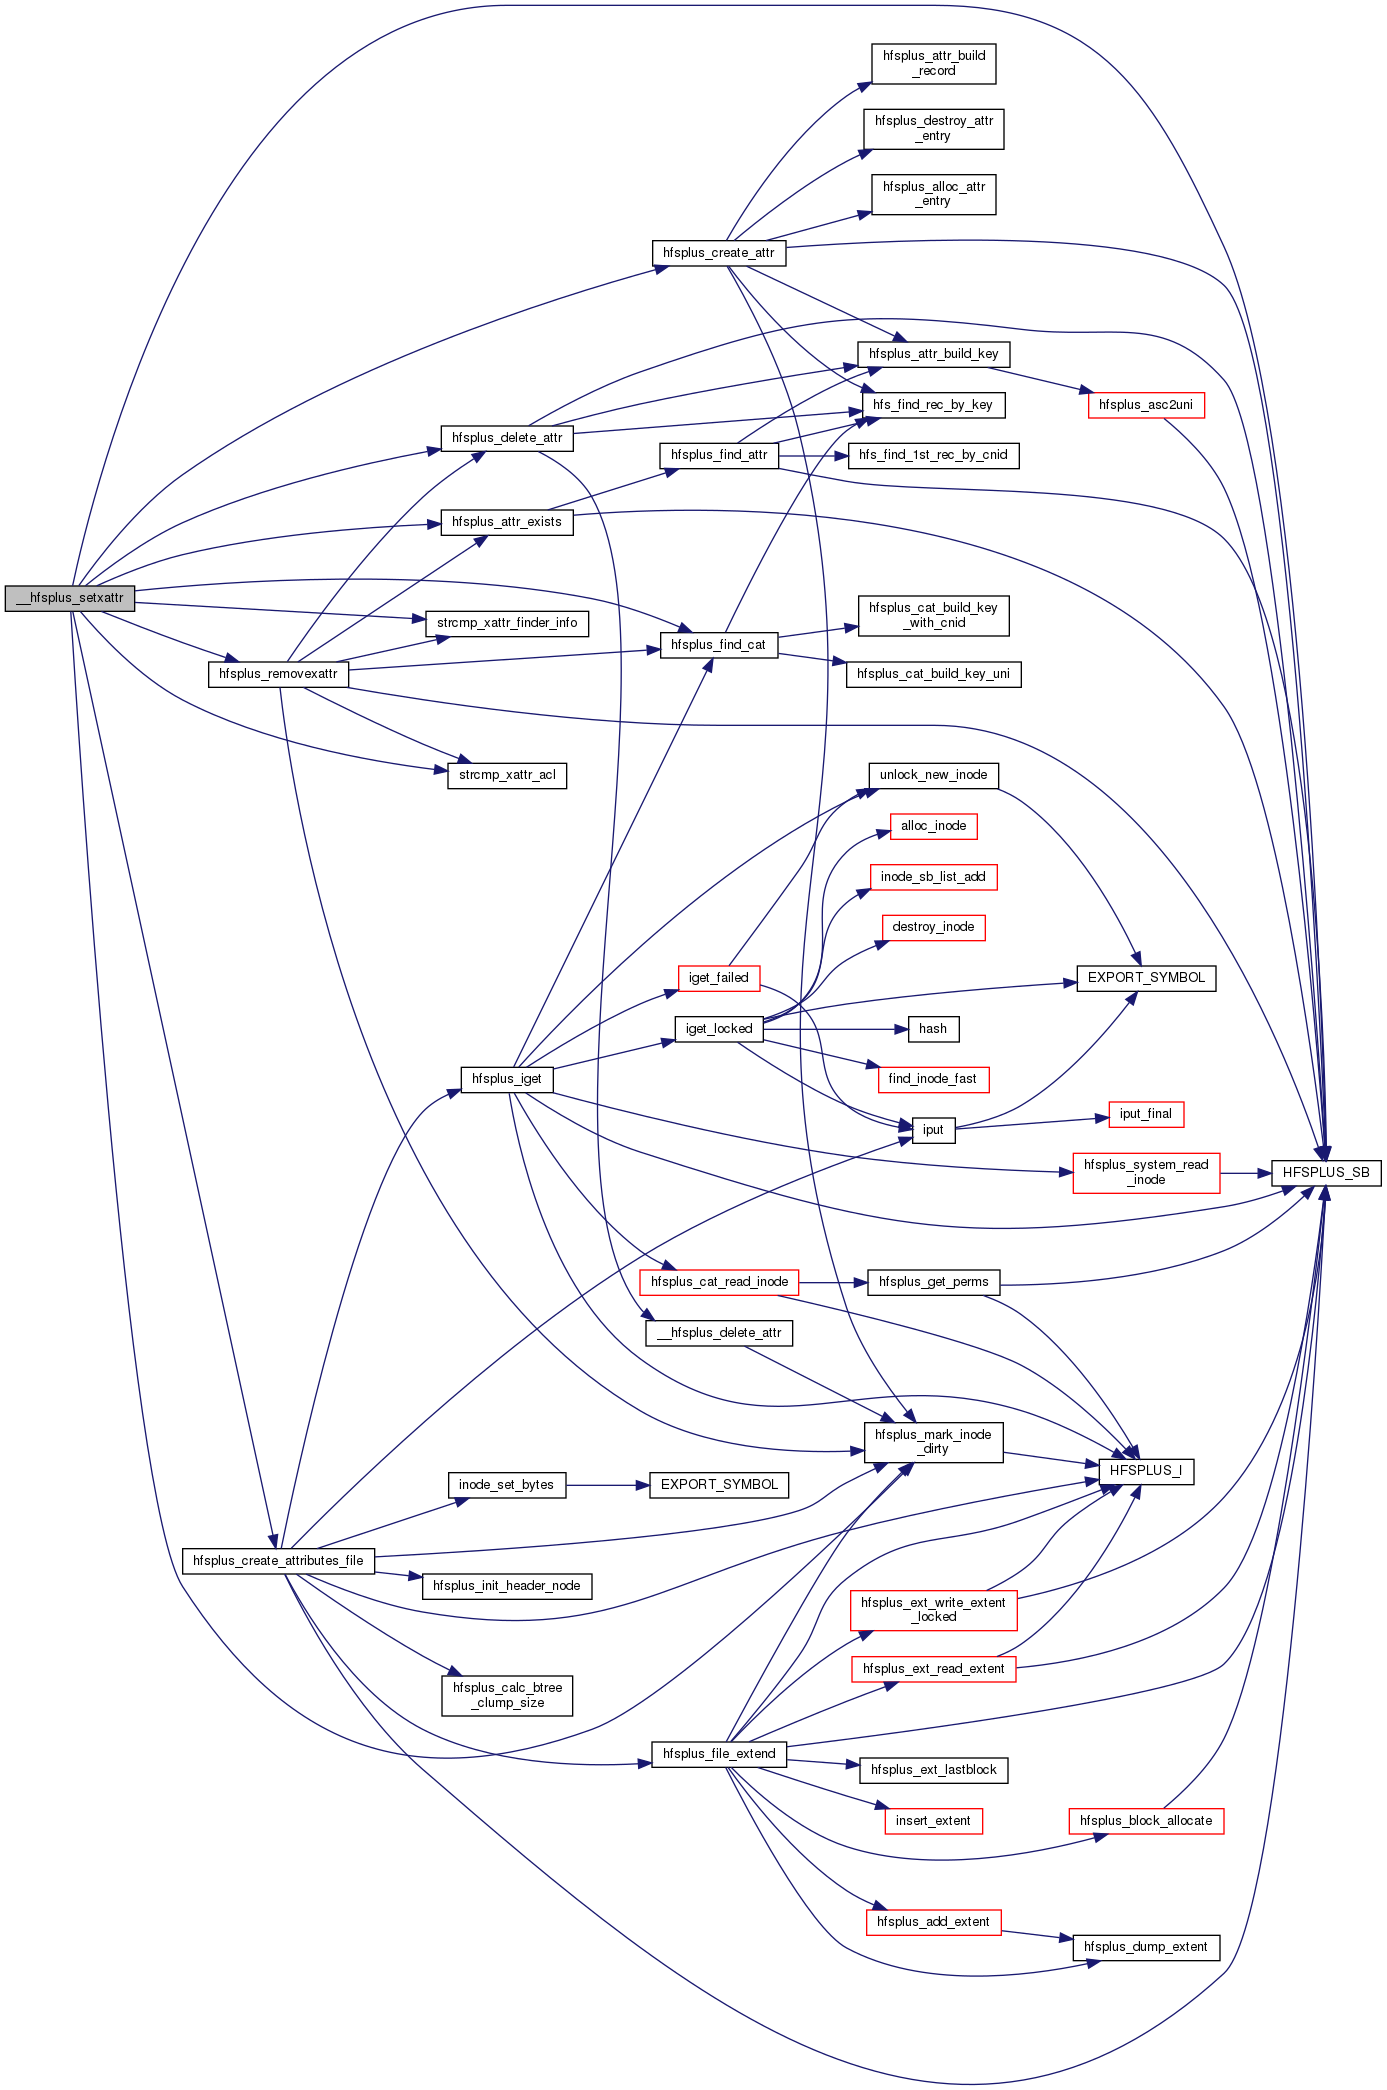 hfsplus_attr_build
_record
hfsplus_destroy_attr
_entry
hfsplus_alloc_attr
_entry
hfsplus_create_attr
hfsplus_attr_build_key
hfsplus_asc2uni
hfs_find_rec_by_key
hfsplus_delete_attr
hfsplus_find_attr
hfs_find_1st_rec_by_cnid
hfsplus_attr_exists
__hfsplus_setxattr
strcmp_xattr_finder_info
hfsplus_cat_build_key
_with_cnid
hfsplus_find_cat
hfsplus_removexattr
hfsplus_cat_build_key_uni
strcmp_xattr_acl
unlock_new_inode
alloc_inode
inode_sb_list_add
destroy_inode
iget_failed
EXPORT_SYMBOL
iget_locked
hash
hfsplus_iget
find_inode_fast
iput_final
iput
hfsplus_system_read
_inode
HFSPLUS_SB
hfsplus_cat_read_inode
hfsplus_get_perms
__hfsplus_delete_attr
hfsplus_mark_inode
_dirty
HFSPLUS_I
inode_set_bytes
EXPORT_SYMBOL
hfsplus_create_attributes_file
hfsplus_init_header_node
hfsplus_ext_write_extent
_locked
hfsplus_ext_read_extent
hfsplus_calc_btree
_clump_size
hfsplus_file_extend
hfsplus_ext_lastblock
insert_extent
hfsplus_block_allocate
hfsplus_add_extent
hfsplus_dump_extent